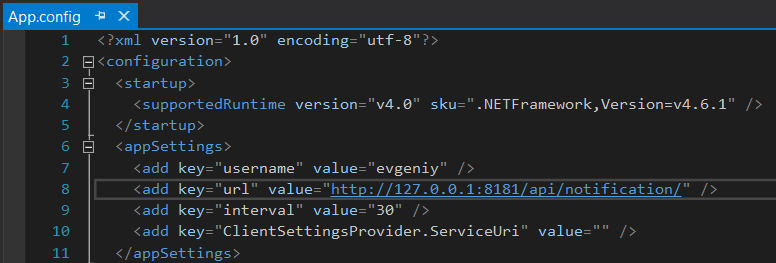 App.config
1 <?xml version="1.0" encoding="utf-8"?>
2 <configuration>
3 <startup>
4 <supportedRuntime version="v4.0" sku=".NETFramework,Version=v4.6.1" />
5 </startup>
6 <appSettings>
7 <add key="username" value="evgeniy" />
8 <add key="url" value="http://127.0.0.1:8181/api/notification/" />
9 <add key="interval" value="30" />
10 <add key="ClientSettingsProvider.ServiceUri" value="" />
11 </appSettings>